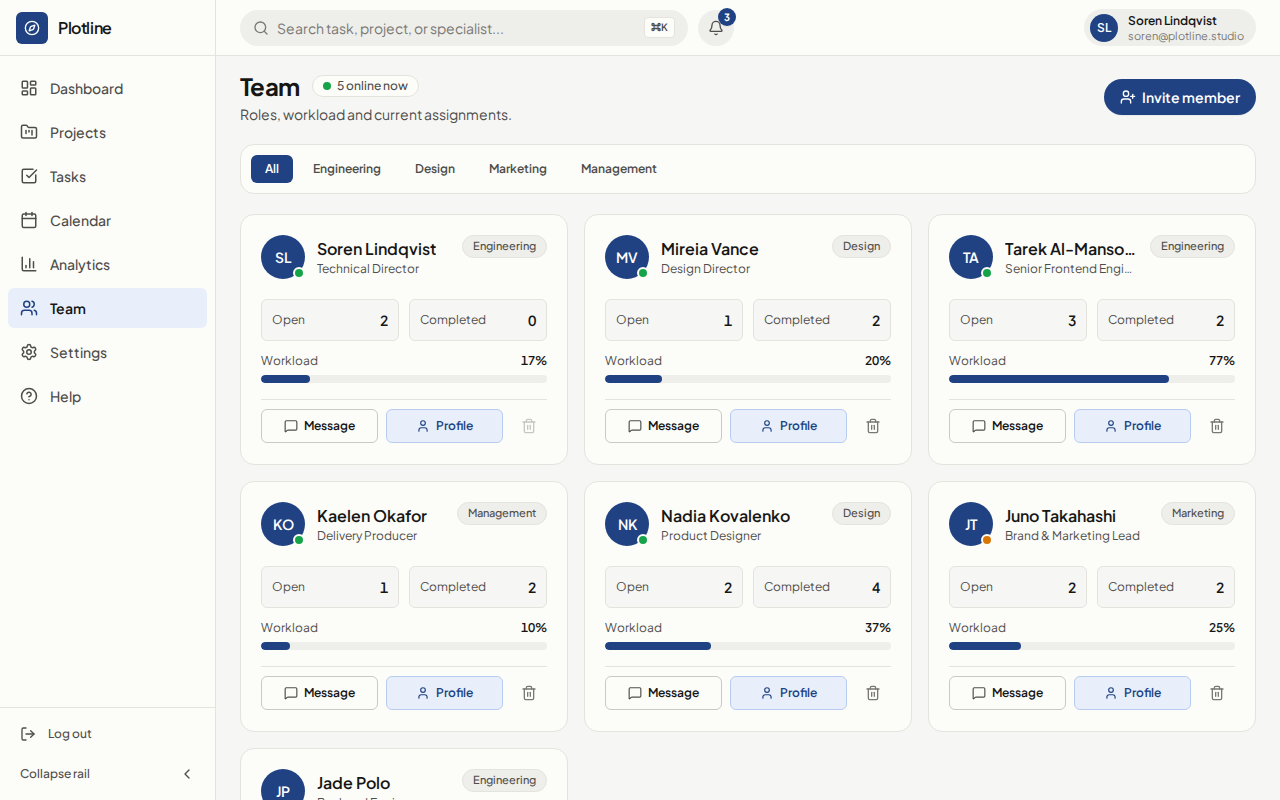 Plotline
Search task, project, or specialist...
⌘K
3
SL
Soren Lindqvist
soren@plotline.studio
Dashboard
Projects
Tasks
Calendar
Analytics
Team
Settings
Help
Log out
Collapse rail
Team
5 online now
Roles, workload and current assignments.
Invite member
All
Engineering
Design
Marketing
Management
SL
Soren Lindqvist
Technical Director
Engineering
Open 2
Completed 0
Workload 17%
Message
Profile
MV
Mireia Vance
Design Director
Design
Open 1
Completed 2
Workload 20%
Message
Profile
TA
Tarek Al-Manso...
Senior Frontend Engi...
Engineering
Open 3
Completed 2
Workload 77%
Message
Profile
KO
Kaelen Okafor
Delivery Producer
Management
Open 1
Completed 2
Workload 10%
Message
Profile
NK
Nadia Kovalenko
Product Designer
Design
Open 2
Completed 4
Workload 37%
Message
Profile
JT
Juno Takahashi
Brand & Marketing Lead
Marketing
Open 2
Completed 2
Workload 25%
Message
Profile
JP
Jade Polo
Engineering